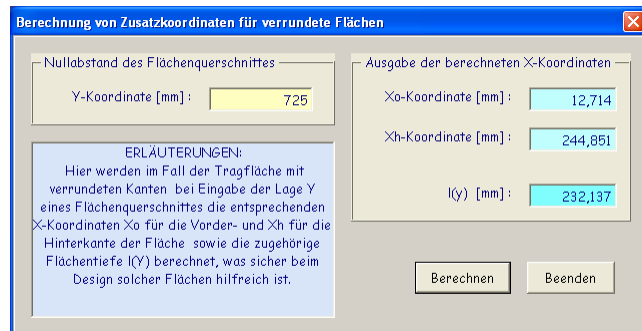 Berechnung von Zusatzkoordinaten für verrundete Flächen
Nullabstand des Flächenquerschnittes
Y-Koordinate [mm] : 725
ERLÄUTERUNGEN:
Hier werden im Fall der Tragfläche mit
verrundeten Kanten bei Eingabe der Lage Y
eines Flächenquerschnitts die entsprechenden
X-Koordinaten Xo für die Vorder- und Xh für die
Hinterkante der Fläche sowie die zugehörige
Flächentiefe l(Y) berechnet, was sicher beim
Design solcher Flächen hilfreich ist.
Ausgabe der berechneten X-Koordinaten
Xo-Koordinate [mm] : 12,714
Xh-Koordinate [mm] : 244,851
l(y) [mm] : 232,137
Berechnen
Beenden